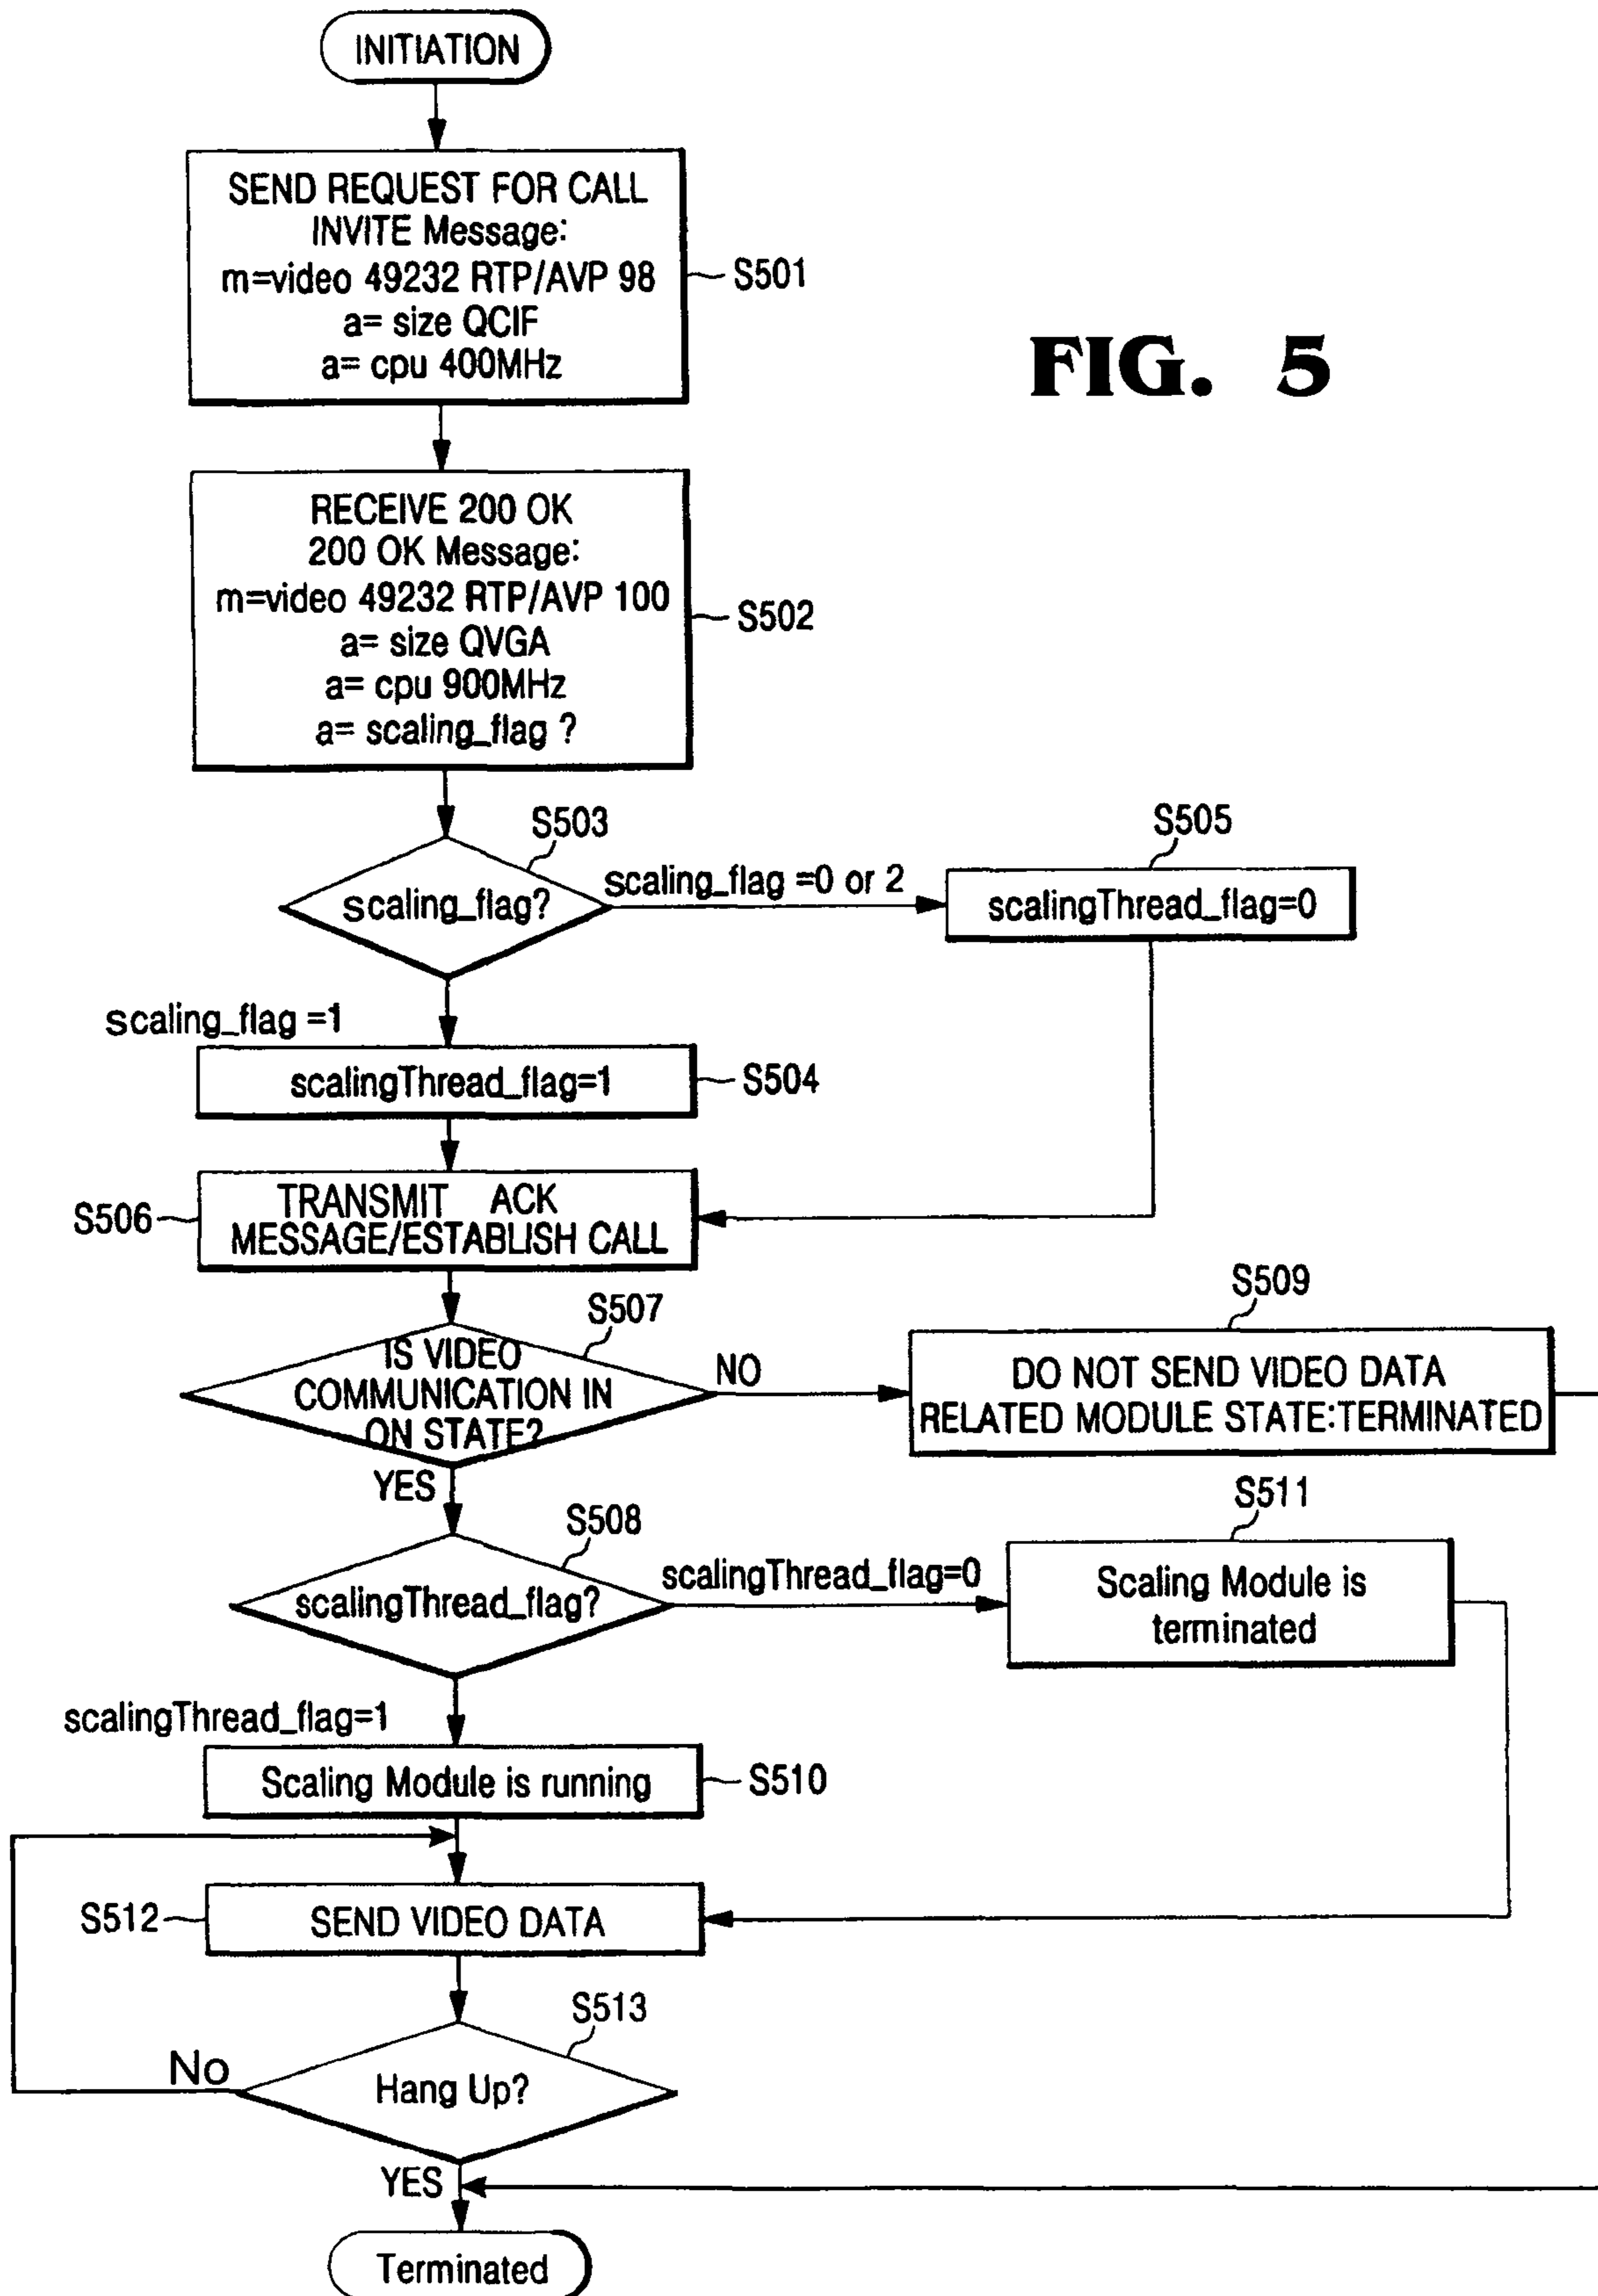 INITIATION
SEND REQUEST FOR CALL
INVITE Message:
m=video 49232 RTP/AVP 98
a= size QCIF
a= cpu 400MHz
S501
FIG. 5
RECEIVE 200 OK
200 OK Message:
m=video 49232 RTP/AVP 100
a= size QVGA
a= cpu 900MHz
a= scaling_flag ?
S502
S503
scaling_flag?
scaling_flag =0 or 2
S505
scalingThread_flag=0
scaling_flag =1
scalingThread_flag=1
S504
S506
TRANSMIT ACK
MESSAGE/ESTABLISH CALL
S507
IS VIDEO
COMMUNICATION IN
ON STATE?
NO
S509
DO NOT SEND VIDEO DATA
RELATED MODULE STATE:TERMINATED
YES
S508
scalingThread_flag?
scalingThread_flag=0
S511
Scaling Module is
terminated
scalingThread_flag=1
Scaling Module is running
S510
S512
SEND VIDEO DATA
S513
Hang Up?
No
YES
Terminated